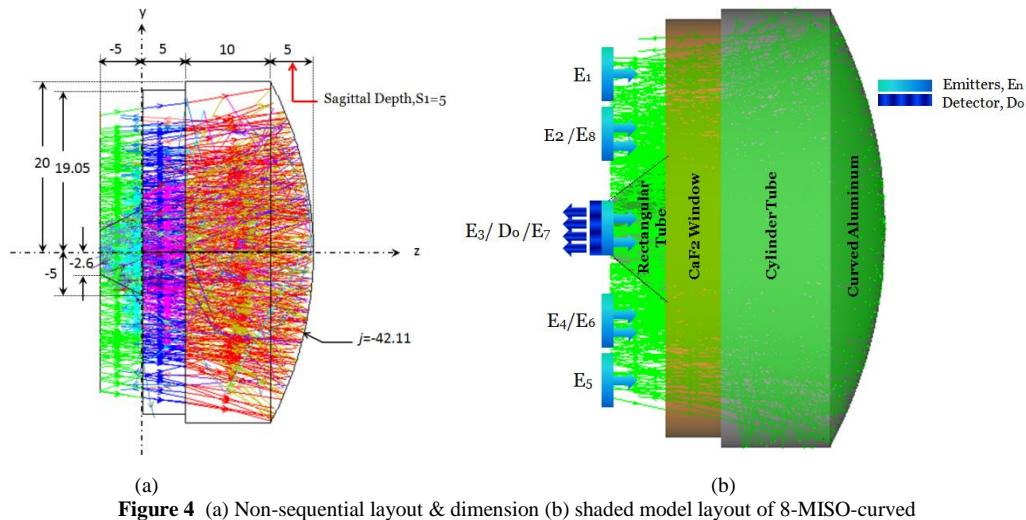 y
-5
5
10
5
Sagittal Depth,S1=5
20
19.05
z
-2.6
-5
j=-42.11
E1
E2/E8
E3/ D0/E7
E4/E6
E5
Rectangular
Tube
CaF2 Window
CylinderTube
Curved Aluminum
Emitters, En
Detector, D0
(a)
(b)
Figure 4 (a) Non-sequential layout & dimension (b) shaded model layout of 8-MISO-curved